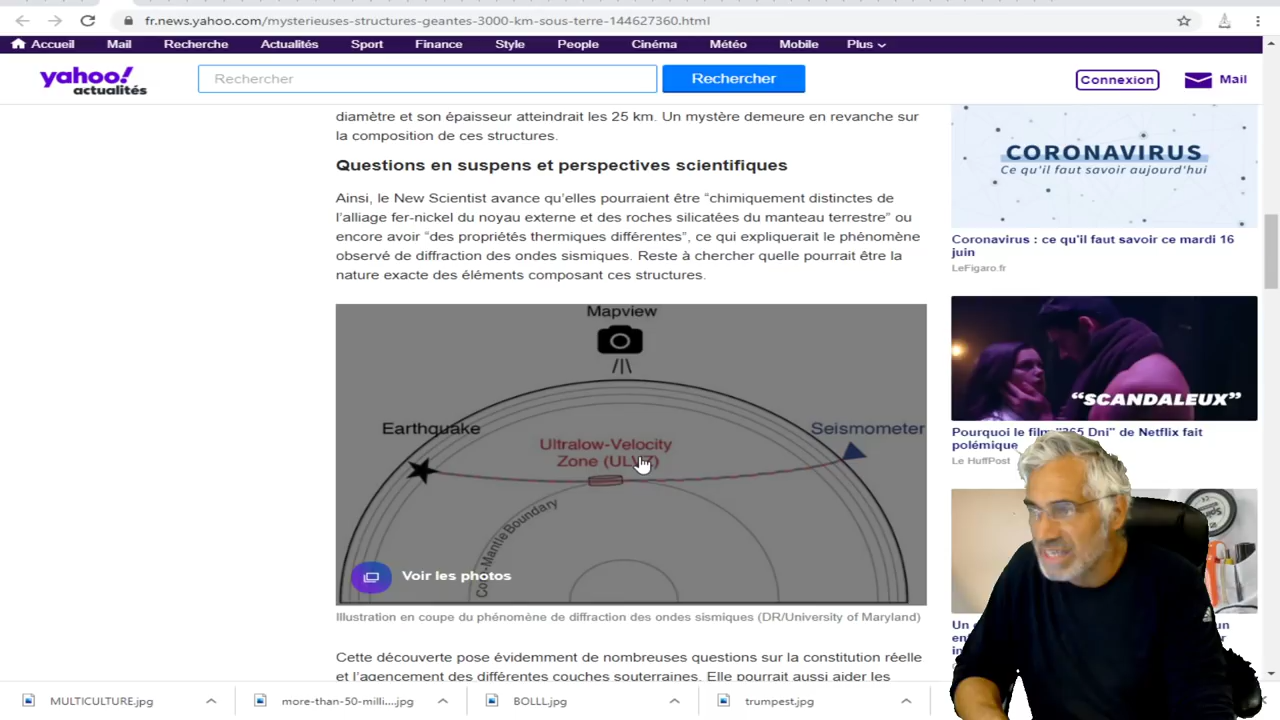 fr.news.yahoo.com/mysterieuses-structures-geantes-3000-km-sous-terre-144627360.html
Accueil Mail Recherche Actualités Sport Finance Style People Cinéma Météo Mobile Plus
yahoo!
actualités
Rechercher
Rechercher
Connexion
Mail
diamètre et son épaisseur atteindrait les 25 km. Un mystère demeure en revanche sur
la composition de ces structures.
Questions en suspens et perspectives scientifiques
Ainsi, le New Scientist avance qu’elles pourraient être “chimiquement distinctes de
l’alliage fer-nickel du noyau externe et des roches silicatées du manteau terrestre” ou
encore avoir “des propriétés thermiques différentes”, ce qui expliquerait le phénomène
observé de diffraction des ondes sismiques. Reste à chercher quelle pourrait être la
nature exacte des éléments composant ces structures.
Mapview
Earthquake
Ultralow-Velocity
Zone (ULVZ)
Seismometer
Mantle Boundary
Voir les photos
Illustration en coupe du phénomène de diffraction des ondes sismiques (DR/University of Maryland)
Cette découverte pose évidemment de nombreuses questions sur la constitution réelle
et l’agencement des différentes couches souterraines. Elle pourrait aussi aider les
CORONAVIRUS
Ce qu'il faut savoir aujourd'hui
Coronavirus : ce qu'il faut savoir ce mardi 16
juin
LeFigaro.fr
“SCANDALEUX”
Pourquoi le film "365 Dni" de Netflix fait
polémique
Le HuffPost
Un
MULTICULTURE.jpg
more-than-50-milli....jpg
BOLLL.jpg
trumpest.jpg